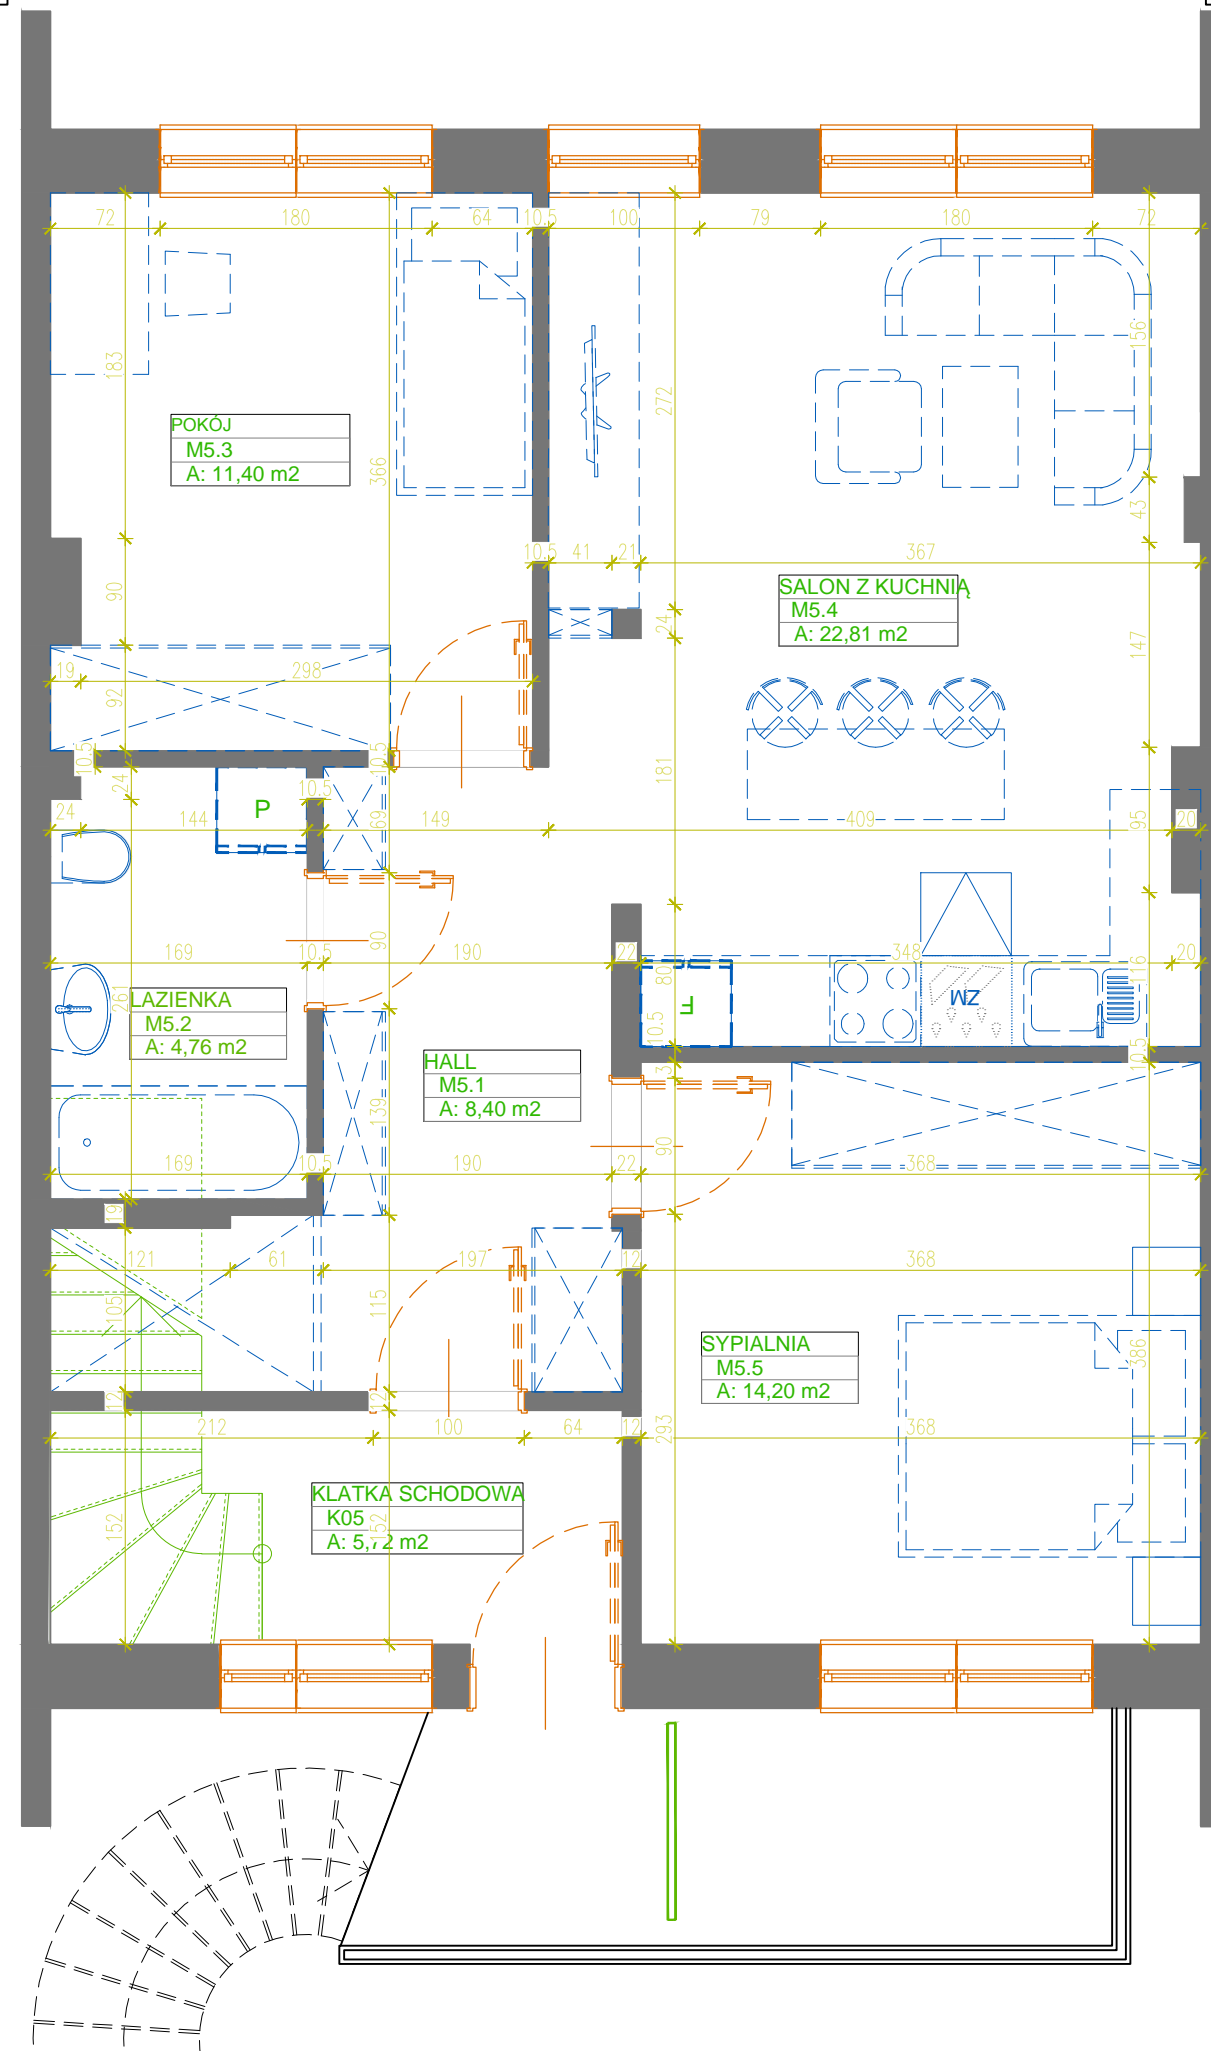 72 180 64 10.5 100 79 180 72
183
366
272
156
43
POKÓJ
M5.3
A: 11,40 m2
10.5 41 21 367
SALON Z KUCHNIĄ
M5.4
A: 22,81 m2
90
24
147
19 298
92
10.5
10.5
24
181
P
10.5
69
24 144 149 409 20
95
169 10.5 90 190 22 348 20
80
116
ŁAZIENKA
M5.2
A: 4,76 m2
261
F
ZM
10.5
10.5
HALL
M5.1
A: 8,40 m2
3
139
90
169 10.5 190 22 368
19
121 61 197 12 368
105
115
SYPIALNIA
M5.5
A: 14,20 m2
386
12
12
212 100 64 12 368
293
KLATKA SCHODOWA
K05
A: 5,72 m2
152
152